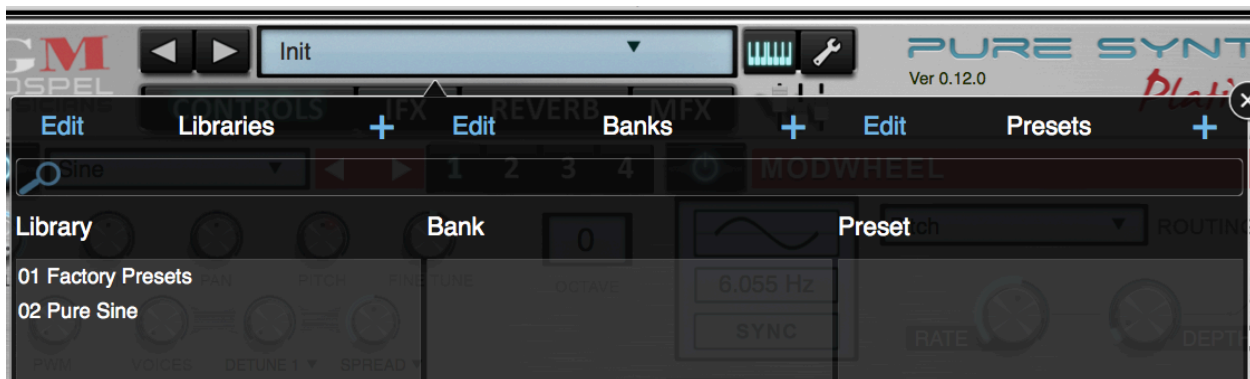 GM
Init
PURE SYNT
OSPEL
Ver 0.12.0
Plati
MUSICIANS
CONTROLS IFX REVERB MFX
Edit Libraries + Edit Banks + Edit Presets +
Sine 1 2 3 4 MODWHEEL
Library Bank Preset
0 tch ROUTING
01 Factory Presets
PAN PITCH FINE TUNE OCTAVE 6.055 Hz
02 Pure Sine
SYNC RATE DEPTH
PWM VOICES DETUNE 1 SPREAD